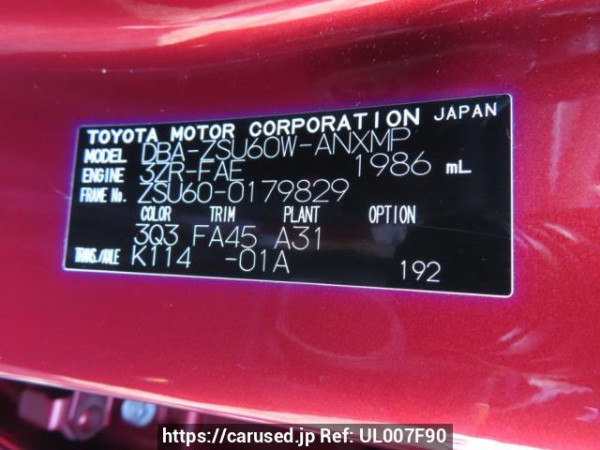 TOYOTA MOTOR CORPORATION JAPAN
MODEL DBA-ZSU60W-ANXMP
ENGINE 3ZR-FAE 1986 mL
FRAME No. ZSU60-0179829
COLOR TRIM PLANT OPTION
3Q3 FA45 A31
TRANS./AXLE K114 -01A 192
https://carused.jp Ref: UL007F90